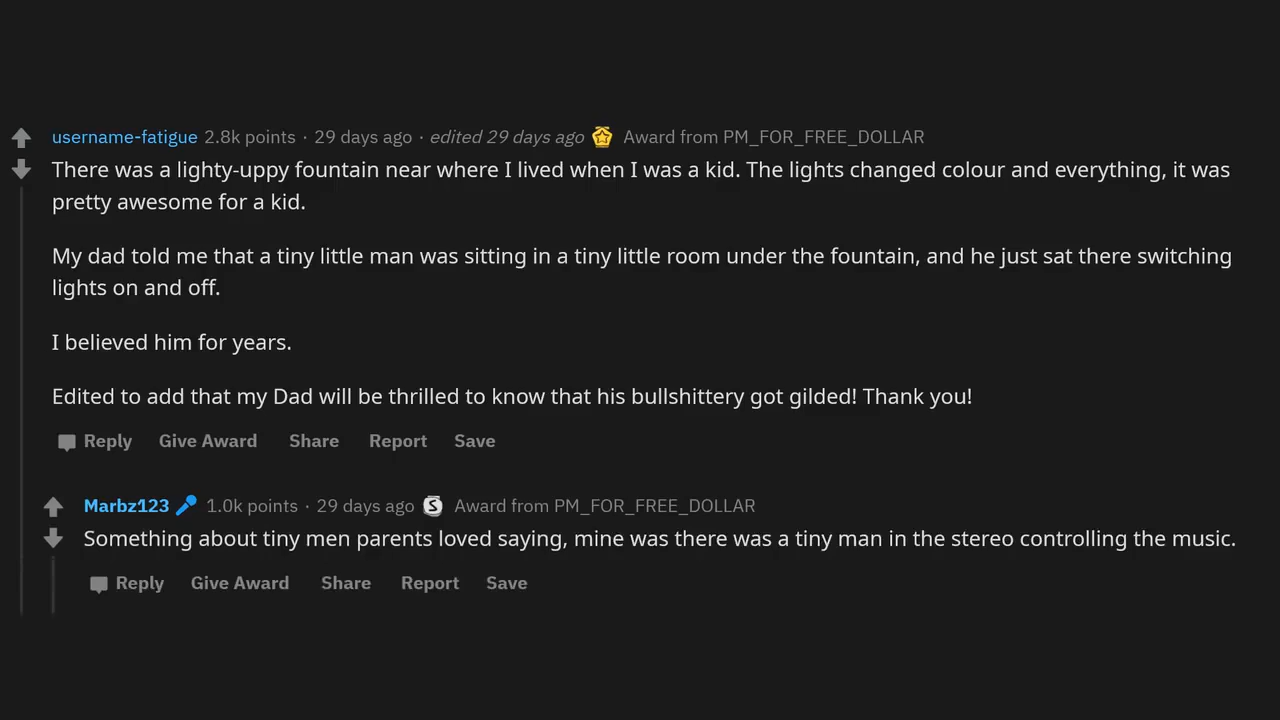 username-fatigue 2.8k points · 29 days ago · edited 29 days ago Award from PM_FOR_FREE_DOLLAR
There was a lighty-uppy fountain near where I lived when I was a kid. The lights changed colour and everything, it was
pretty awesome for a kid.
My dad told me that a tiny little man was sitting in a tiny little room under the fountain, and he just sat there switching
lights on and off.
I believed him for years.
Edited to add that my Dad will be thrilled to know that his bullshittery got gilded! Thank you!
Reply Give Award Share Report Save
Marbz123 1.0k points · 29 days ago S Award from PM_FOR_FREE_DOLLAR
Something about tiny men parents loved saying, mine was there was a tiny man in the stereo controlling the music.
Reply Give Award Share Report Save